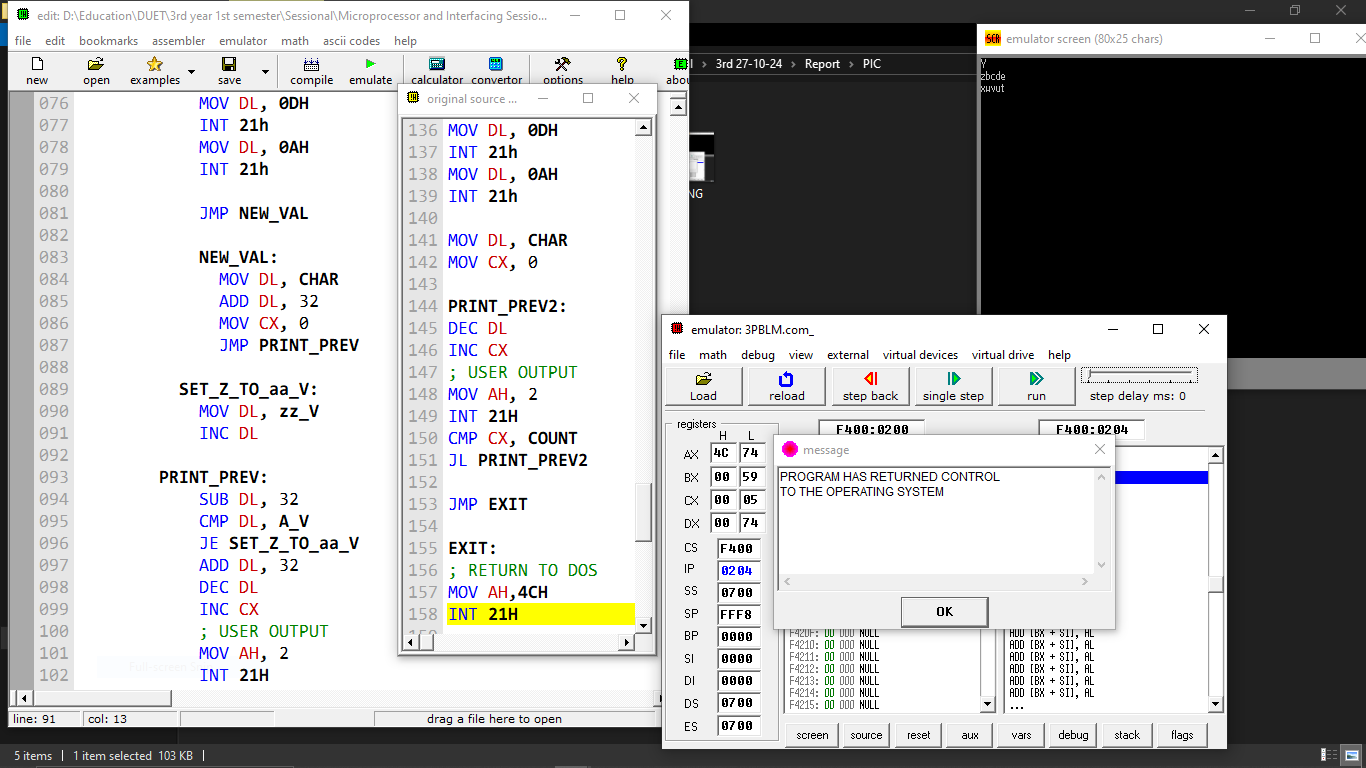 edit: D:\Education\DUET\3rd year 1st semester\Sessional\Microprocessor and Interfacing Sessio...
file edit bookmarks assembler emulator math ascii codes help
new open examples save compile emulate calculator convertor options help abou
076 MOV DL, 0DH
077 INT 21h
078 MOV DL, 0AH
079 INT 21h
080
081 JMP NEW_VAL
082
083 NEW_VAL:
084 MOV DL, CHAR
085 ADD DL, 32
086 MOV CX, 0
087 JMP PRINT_PREV
088
089 SET_Z_TO_aa_V:
090 MOV DL, zz_V
091 INC DL
092
093 PRINT_PREV:
094 SUB DL, 32
095 CMP DL, A_V
096 JE SET_Z_TO_aa_V
097 ADD DL, 32
098 DEC DL
099 INC CX
100 ; USER OUTPUT
101 MOV AH, 2
102 INT 21H
line: 91 col: 13 drag a file here to open
original source ...
136 MOV DL, 0DH
137 INT 21h
138 MOV DL, 0AH
139 INT 21h
140
141 MOV DL, CHAR
142 MOV CX, 0
143
144 PRINT_PREV2:
145 DEC DL
146 INC CX
147 ; USER OUTPUT
148 MOV AH, 2
149 INT 21H
150 CMP CX, COUNT
151 JL PRINT_PREV2
152
153 JMP EXIT
154
155 EXIT:
156 ; RETURN TO DOS
157 MOV AH,4CH
158 INT 21H
3rd 27-10-24 Report PIC
NG
emulator screen (80x25 chars)
Y
zbcde
xwvut
emulator: 3PBLM.com_
file math debug view external virtual devices virtual drive help
Load reload step back single step run step delay ms: 0
registers F400:0200 F400:0204
H L
AX 4C 74
BX 00 59
CX 00 05
DX 00 74
CS F400
IP 0204
SS 0700
SP FFF8
BP 0000
SI 0000
DI 0000
DS 0700
ES 0700
message
PROGRAM HAS RETURNED CONTROL
TO THE OPERATING SYSTEM
OK
F420F: 00 000 NULL ADD [BX + SI], AL
F4210: 00 000 NULL ADD [BX + SI], AL
F4211: 00 000 NULL ADD [BX + SI], AL
F4212: 00 000 NULL ADD [BX + SI], AL
F4213: 00 000 NULL ADD [BX + SI], AL
F4214: 00 000 NULL ADD [BX + SI], AL
F4215: 00 000 NULL ...
screen source reset aux vars debug stack flags
5 items 1 item selected 103 KB